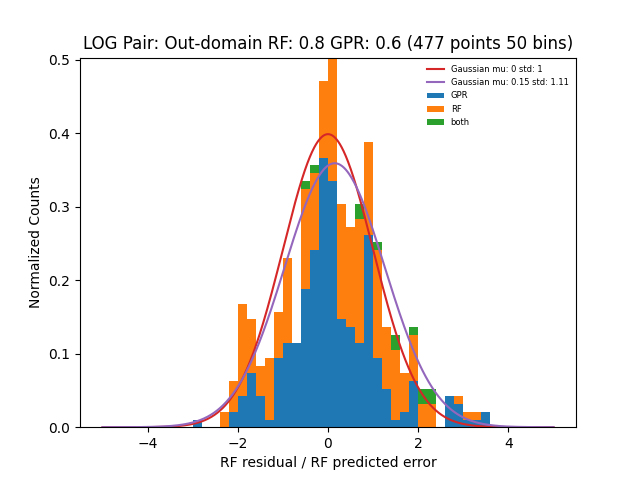 LOG Pair: Out-domain RF: 0.8 GPR: 0.6 (477 points 50 bins)
Gaussian mu: 0 std: 1
Gaussian mu: 0.15 std: 1.11
GPR
RF
both
Normalized Counts
0.5
0.4
0.3
0.2
0.1
0.0
−4
−2
0
2
4
RF residual / RF predicted error